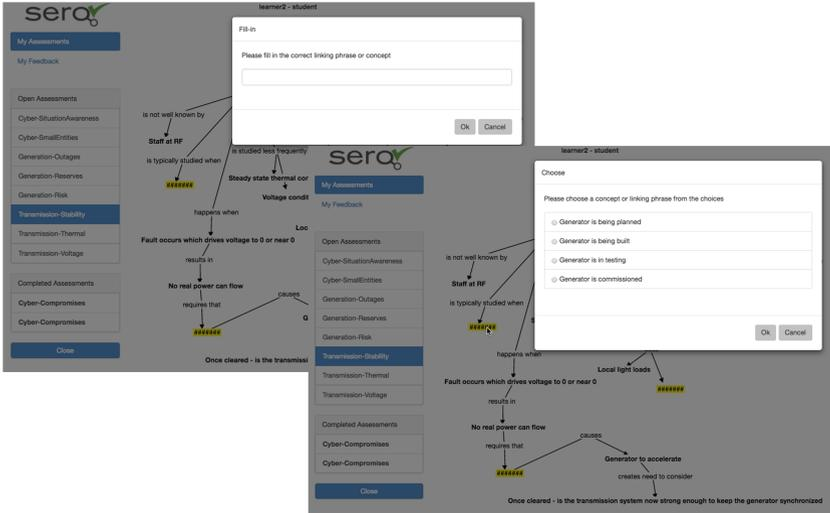 sero
learner2 - student
My Assessments
My Feedback
Open Assessments
Cyber-SituationAwareness
Cyber-SmallEntities
Generation-Outages
Generation-Reserves
Generation-Risk
Transmission-Stability
Transmission-Thermal
Transmission-Voltage
Completed Assessments
Cyber-Compromises
Cyber-Compromises
Close
Fill-in
Please fill in the correct linking phrase or concept
Ok
Cancel
is not well known by
Staff at RF
is typically studied when
#######
is studied less frequently
Steady state thermal cor
Voltage condit
happens when
Loc
Fault occurs which drives voltage to 0 or near 0
results in
No real power can flow
requires that
causes
G
#######
Once cleared - is the transmissi
sero
learner2 - student
My Assessments
My Feedback
Open Assessments
Cyber-SituationAwareness
Cyber-SmallEntities
Generation-Outages
Generation-Reserves
Generation-Risk
Transmission-Stability
Transmission-Thermal
Transmission-Voltage
Completed Assessments
Cyber-Compromises
Cyber-Compromises
Close
Choose
Please choose a concept or linking phrase from the choices
Generator is being planned
Generator is being built
Generator is in testing
Generator is commissioned
Ok
Cancel
is not well known by
Staff at RF
is typically studied when
#######
S
happens when
Local light loads
Fault occurs which drives voltage to 0 or near 0
#######
results in
No real power can flow
requires that
causes
Generator to accelerate
#######
creates need to consider
Once cleared - is the transmission system now strong enough to keep the generator synchronized